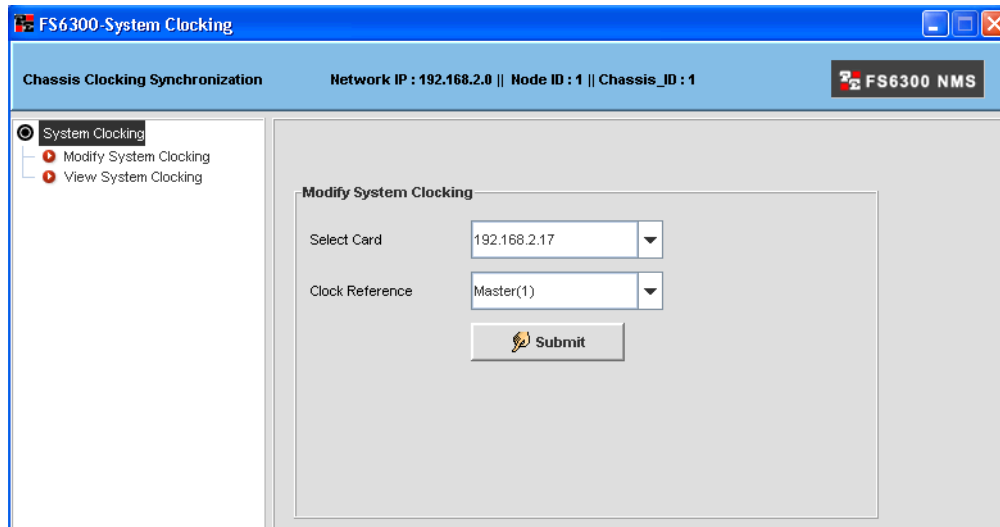 FS6300-System Clocking
Chassis Clocking Synchronization Network IP : 192.168.2.0 || Node ID : 1 || Chassis_ID : 1 FS6300 NMS
System Clocking
Modify System Clocking
View System Clocking
Modify System Clocking
Select Card 192.168.2.17
Clock Reference Master(1)
Submit